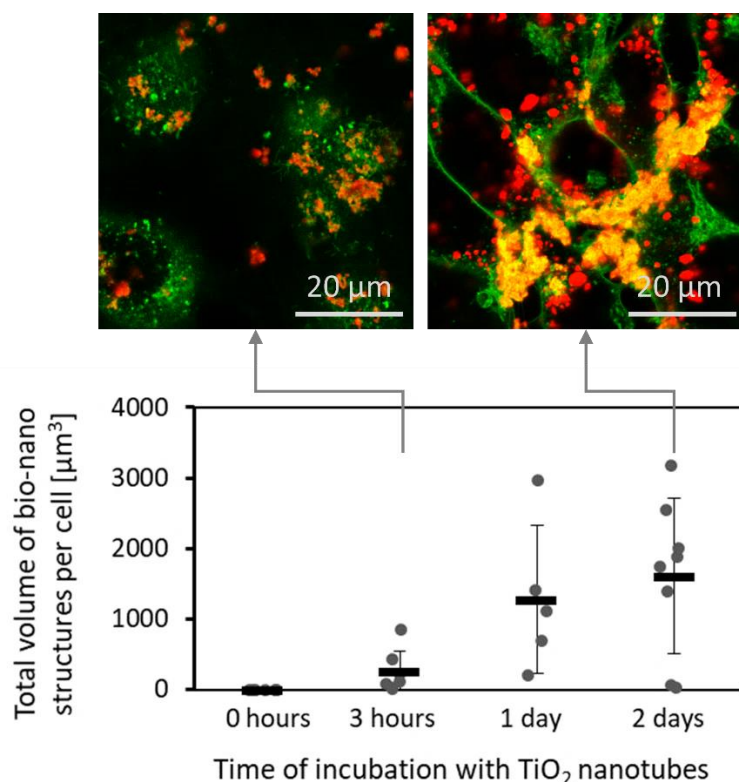 20 µm
20 µm
Total volume of bio-nano
structures per cell [µm³]
4000
3000
2000
1000
0
0 hours
3 hours
1 day
2 days
Time of incubation with TiO₂ nanotubes